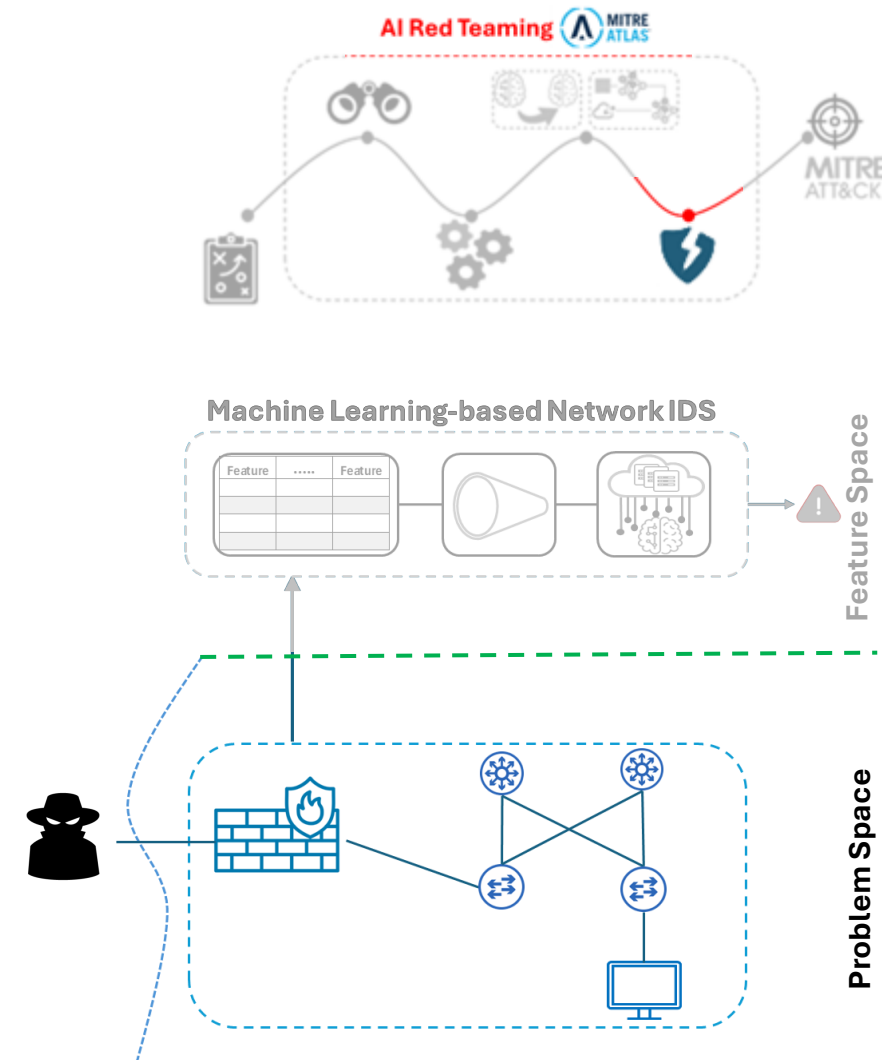 AI Red Teaming MITRE
ATLAS
MITRE
ATT&CK
Machine Learning-based Network IDS
Feature ..... Feature
Feature Space
Problem Space